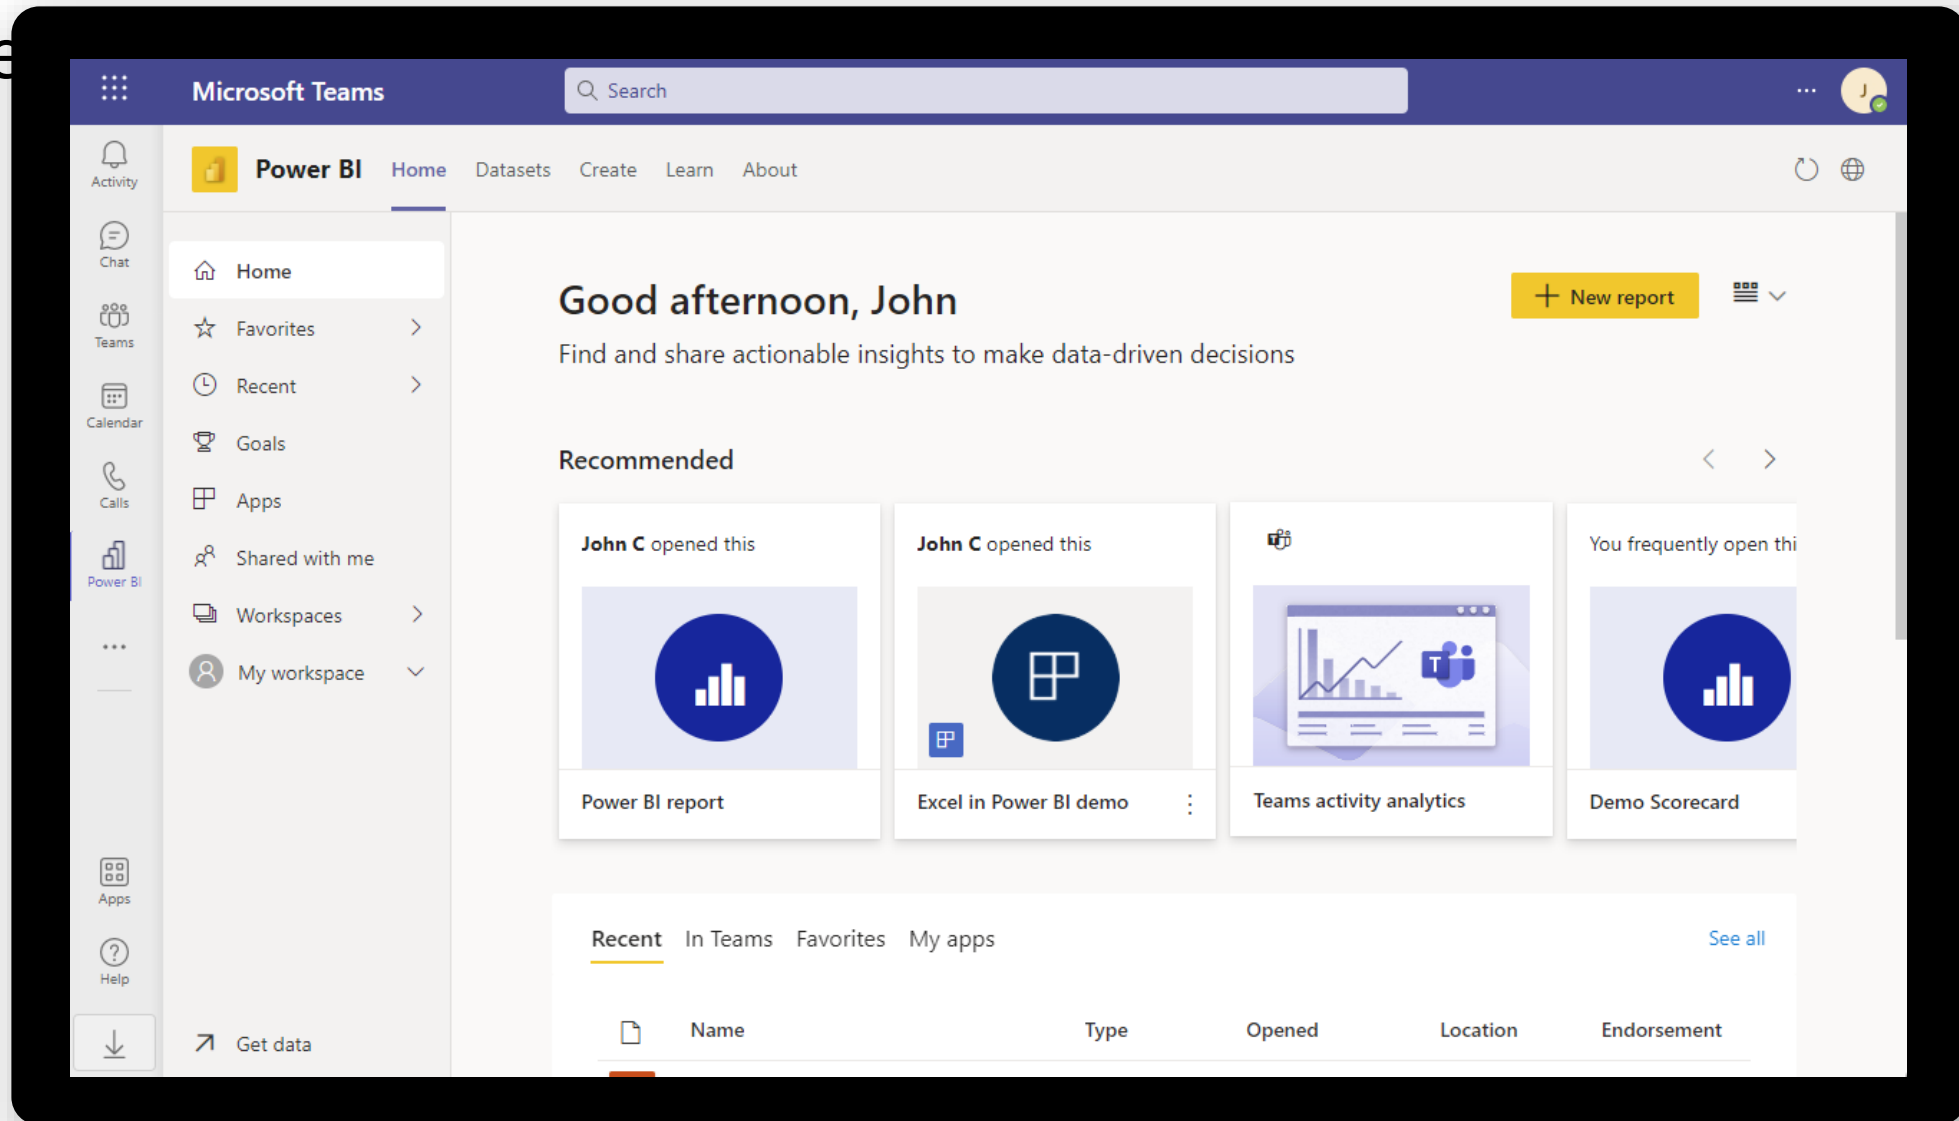 Microsoft Teams
Search
J
Activity
Chat
Teams
Calendar
Calls
Power BI
Apps
Help
Power BI Home Datasets Create Learn About
Home
Favorites
Recent
Goals
Apps
Shared with me
Workspaces
My workspace
Get data
Good afternoon, John
New report
Find and share actionable insights to make data-driven decisions
Recommended
John C opened this
Power BI report
John C opened this
Excel in Power BI demo
T
T
Teams activity analytics
You frequently open thi
Demo Scorecard
Recent In Teams Favorites My apps See all
Name Type Opened Location Endorsement